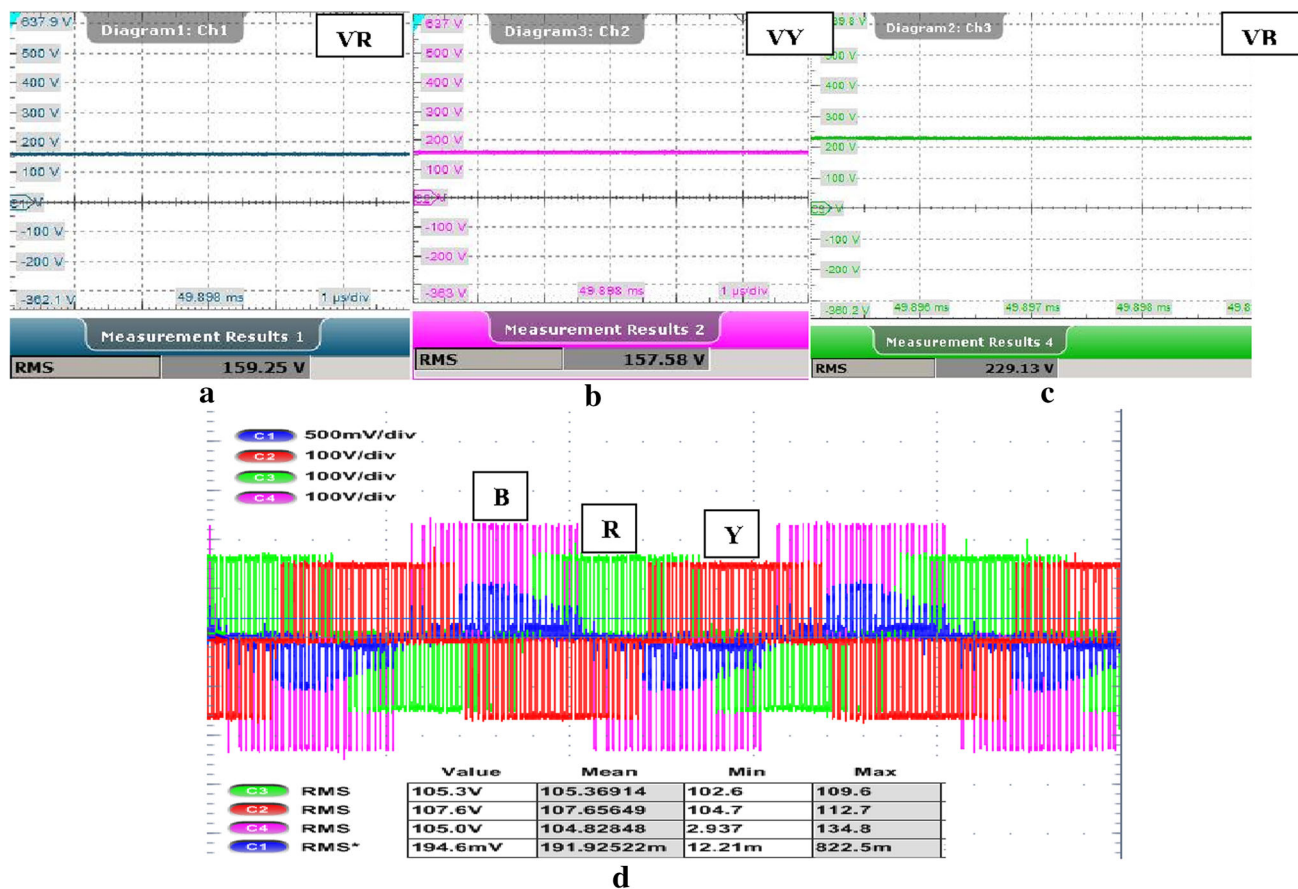 637.9 V
Diagram1: Ch1
VR
500 V
400 V
300 V
200 V
100 V
-100 V
-200 V
-362.1 V
49.898 ms
1 µs/div
Measurement Results 1
RMS 159.25 V
a
637 V
Diagram3: Ch2
VY
500 V
400 V
300 V
200 V
100 V
-100 V
-200 V
-363 V
49.898 ms
1 µs/div
Measurement Results 2
RMS 157.58 V
b
Diagram2: Ch3
VB
500 V
400 V
300 V
200 V
100 V
-100 V
-200 V
-360.2 V
49.896 ms
49.897 ms
49.898 ms
49.8
Measurement Results 4
RMS 229.13 V
c
C1 500mV/div
C2 100V/div
C3 100V/div
C4 100V/div
B
R
Y
Value Mean Min Max
C3 RMS 105.3V 105.36914 102.6 109.6
C2 RMS 107.6V 107.65649 104.7 112.7
C4 RMS 105.0V 104.82848 2.937 134.8
C1 RMS* 194.6mV 191.92522m 12.21m 822.5m
d